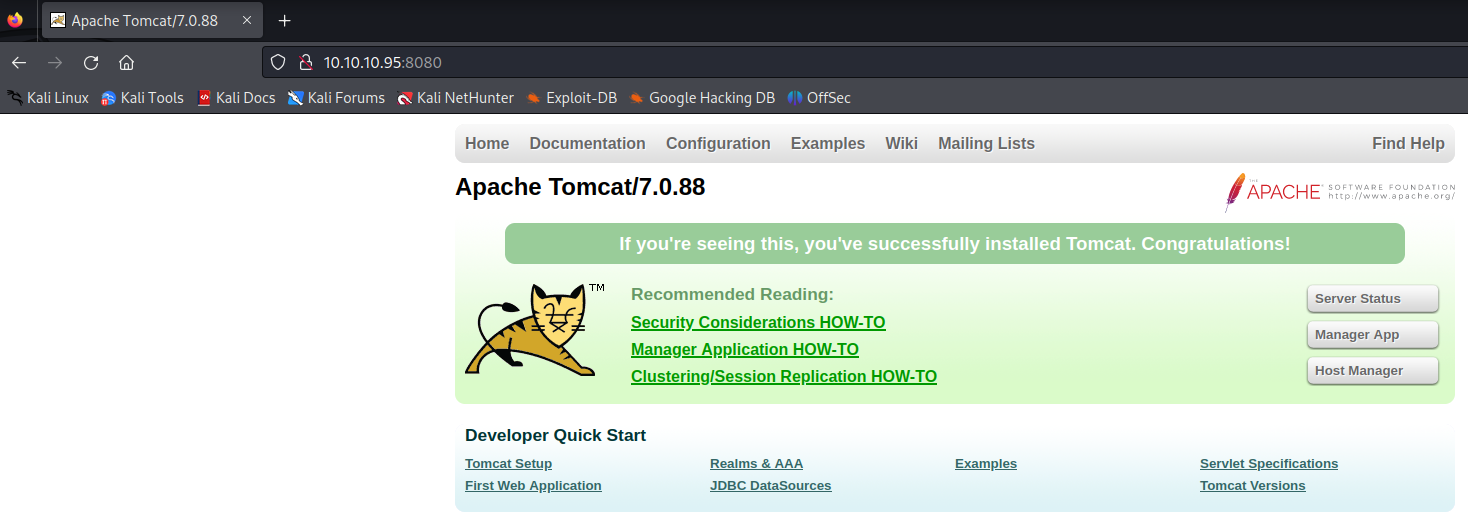 Apache Tomcat/7.0.88
10.10.10.95:8080
Kali Linux Kali Tools Kali Docs Kali Forums Kali NetHunter Exploit-DB Google Hacking DB OffSec
Home Documentation Configuration Examples Wiki Mailing Lists Find Help
Apache Tomcat/7.0.88
THE APACHE® SOFTWARE FOUNDATION
http://www.apache.org/
If you're seeing this, you've successfully installed Tomcat. Congratulations!
TM
Recommended Reading:
Security Considerations HOW-TO
Manager Application HOW-TO
Clustering/Session Replication HOW-TO
Server Status
Manager App
Host Manager
Developer Quick Start
Tomcat Setup Realms & AAA Examples Servlet Specifications
First Web Application JDBC DataSources Tomcat Versions